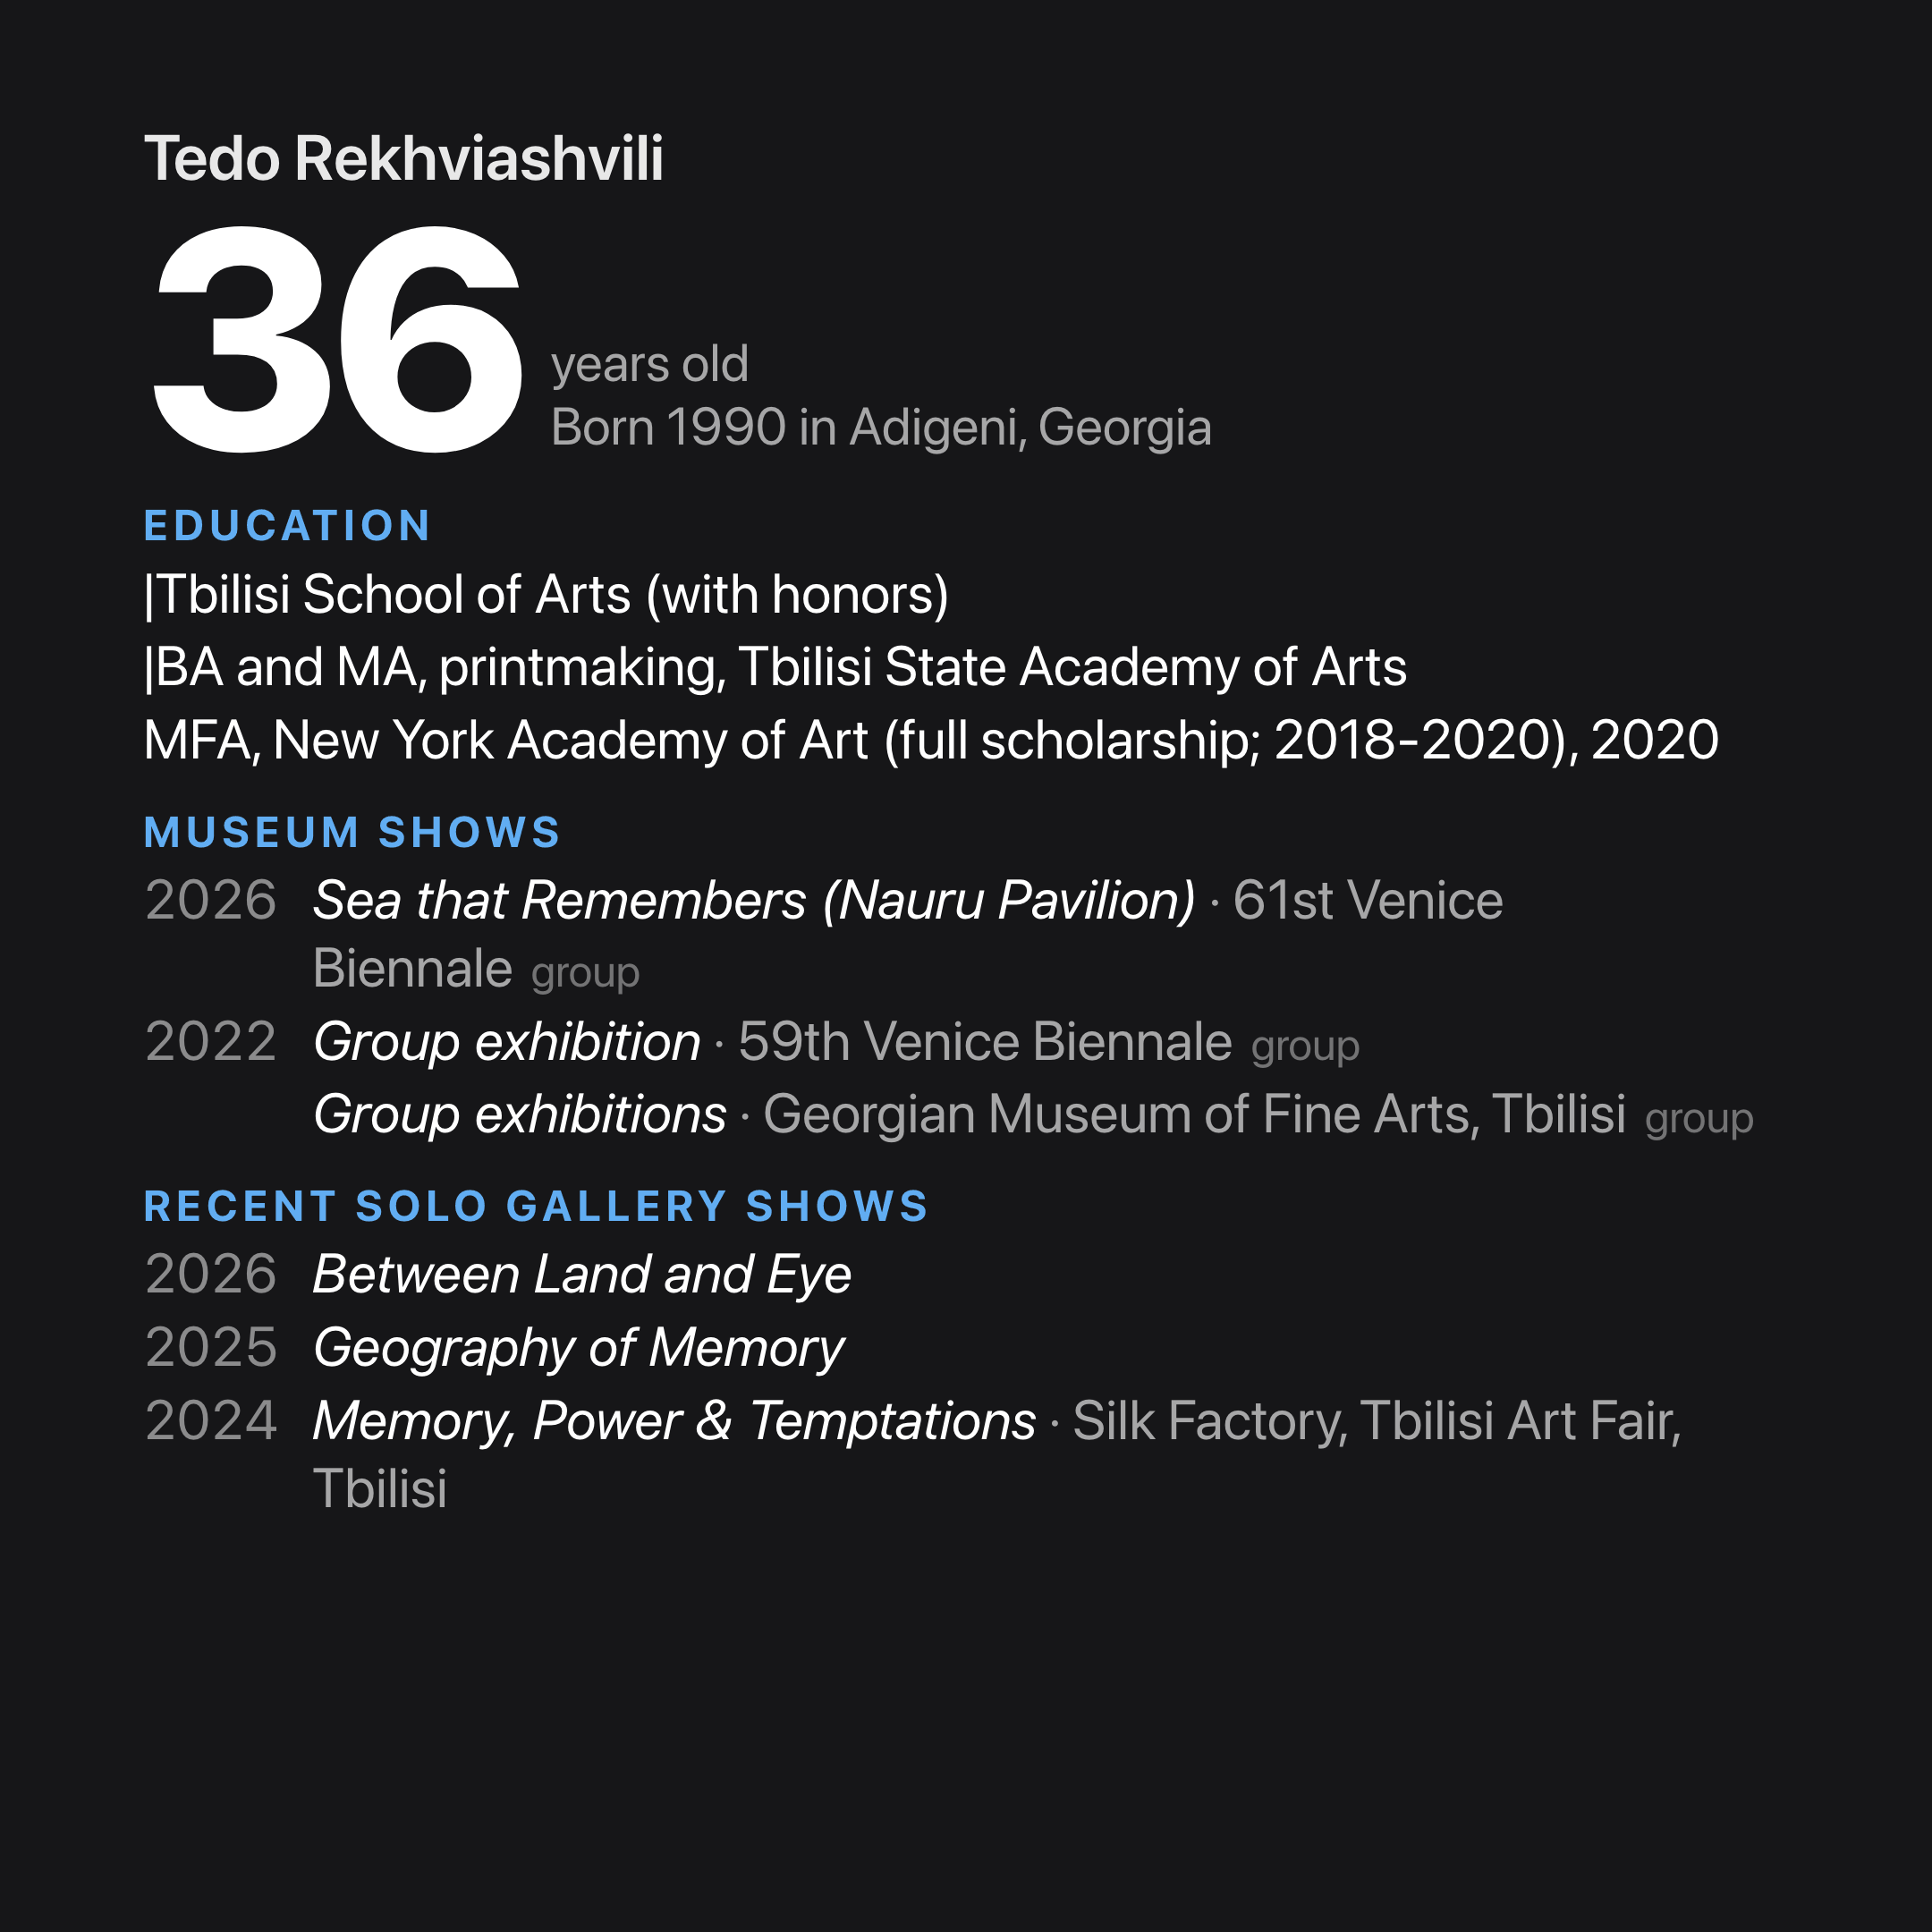 Tedo Rekhviashvili
36
years old
Born 1990 in Adigeni, Georgia
EDUCATION
|Tbilisi School of Arts (with honors)
|BA and MA, printmaking, Tbilisi State Academy of Arts
MFA, New York Academy of Art (full scholarship; 2018-2020), 2020
MUSEUM SHOWS
2026 Sea that Remembers (Nauru Pavilion) · 61st Venice
Biennale group
2022 Group exhibition · 59th Venice Biennale group
Group exhibitions · Georgian Museum of Fine Arts, Tbilisi group
RECENT SOLO GALLERY SHOWS
2026 Between Land and Eye
2025 Geography of Memory
2024 Memory, Power & Temptations · Silk Factory, Tbilisi Art Fair,
Tbilisi